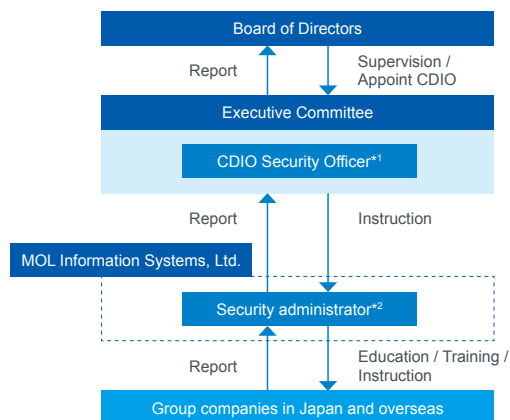 Board of Directors
Report
Supervision /
Appoint CDIO
Executive Committee
CDIO Security Officer*1
Report
Instruction
MOL Information Systems, Ltd.
Security administrator*2
Report
Education / Training /
Instruction
Group companies in Japan and overseas